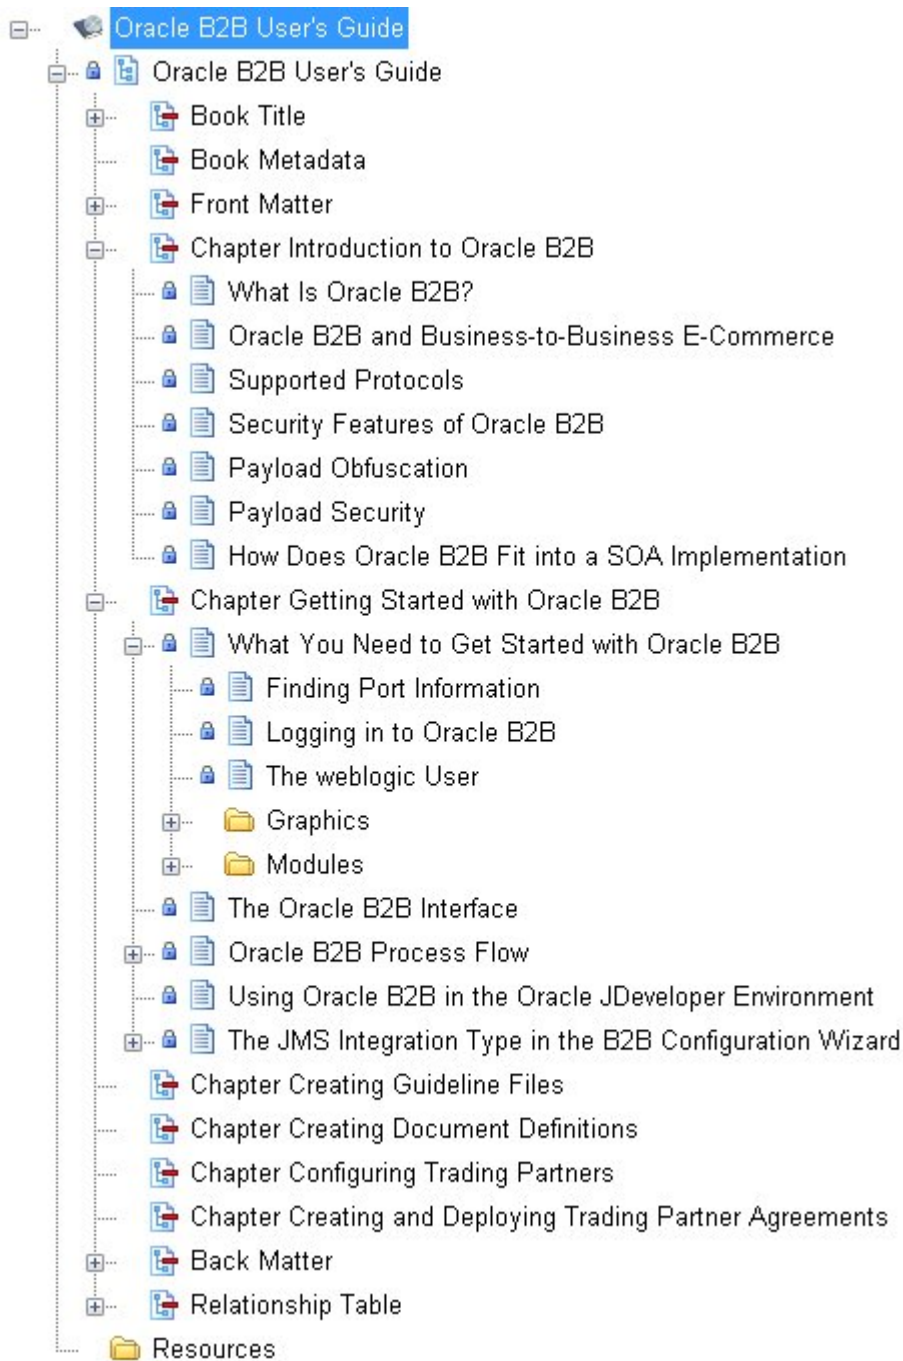 Oracle B2B User's Guide
Oracle B2B User's Guide
Book Title
Book Metadata
Front Matter
Chapter Introduction to Oracle B2B
What Is Oracle B2B?
Oracle B2B and Business-to-Business E-Commerce
Supported Protocols
Security Features of Oracle B2B
Payload Obfuscation
Payload Security
How Does Oracle B2B Fit into a SOA Implementation
Chapter Getting Started with Oracle B2B
What You Need to Get Started with Oracle B2B
Finding Port Information
Logging in to Oracle B2B
The weblogic User
Graphics
Modules
The Oracle B2B Interface
Oracle B2B Process Flow
Using Oracle B2B in the Oracle JDeveloper Environment
The JMS Integration Type in the B2B Configuration Wizard
Chapter Creating Guideline Files
Chapter Creating Document Definitions
Chapter Configuring Trading Partners
Chapter Creating and Deploying Trading Partner Agreements
Back Matter
Relationship Table
Resources